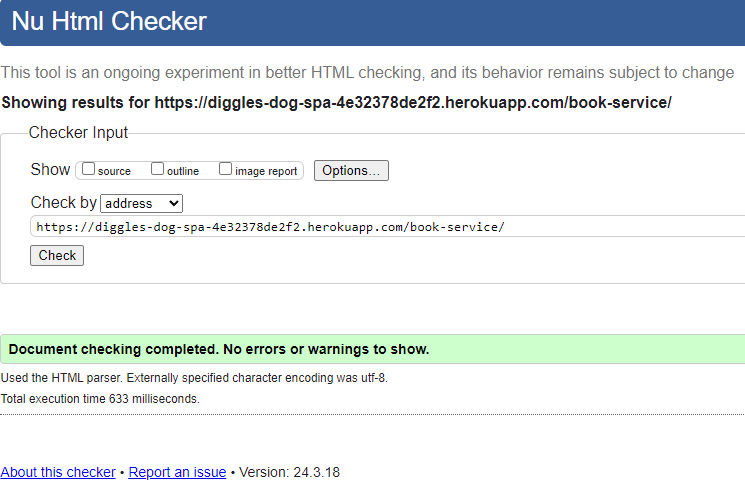 Nu Html Checker
This tool is an ongoing experiment in better HTML checking, and its behavior remains subject to change
Showing results for https://diggles-dog-spa-4e32378de2f2.herokuapp.com/book-service/
Checker Input
Show source outline image report Options...
Check by address
https://diggles-dog-spa-4e32378de2f2.herokuapp.com/book-service/
Check
Document checking completed. No errors or warnings to show.
Used the HTML parser. Externally specified character encoding was utf-8.
Total execution time 633 milliseconds.
About this checker • Report an issue • Version: 24.3.18